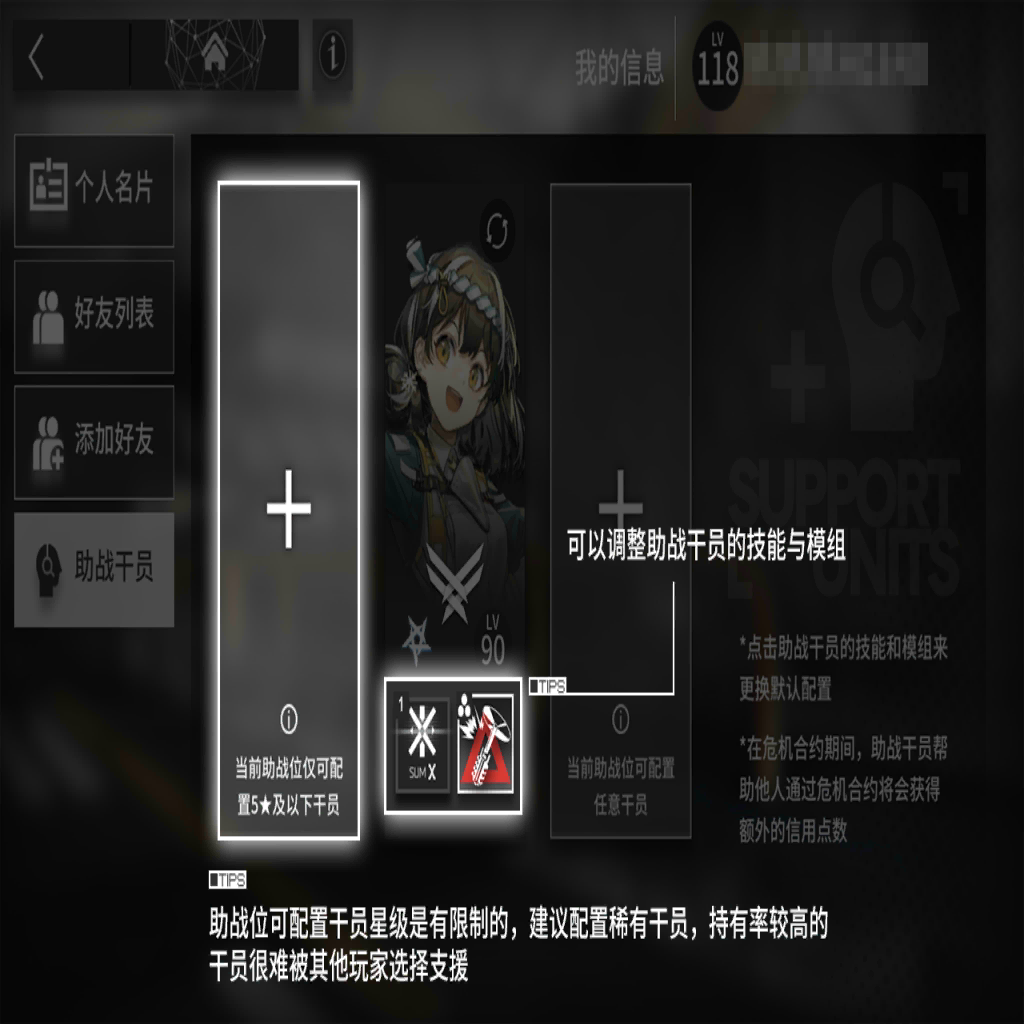 我的信息
LV
118
个人名片
好友列表
添加好友
助战干员
SUPPORT
UNITS
可以调整助战干员的技能与模组
LV
90
TIPS
1
SUM X
当前助战位仅可配
置5★及以下干员
当前助战位可配置
任意干员
*点击助战干员的技能和模组来
更换默认配置
*在危机合约期间，助战干员帮
助他人通过危机合约将会获得
额外的信用点数
TIPS
助战位可配置干员星级是有限制的，建议配置稀有干员，持有率较高的
干员很难被其他玩家选择支援